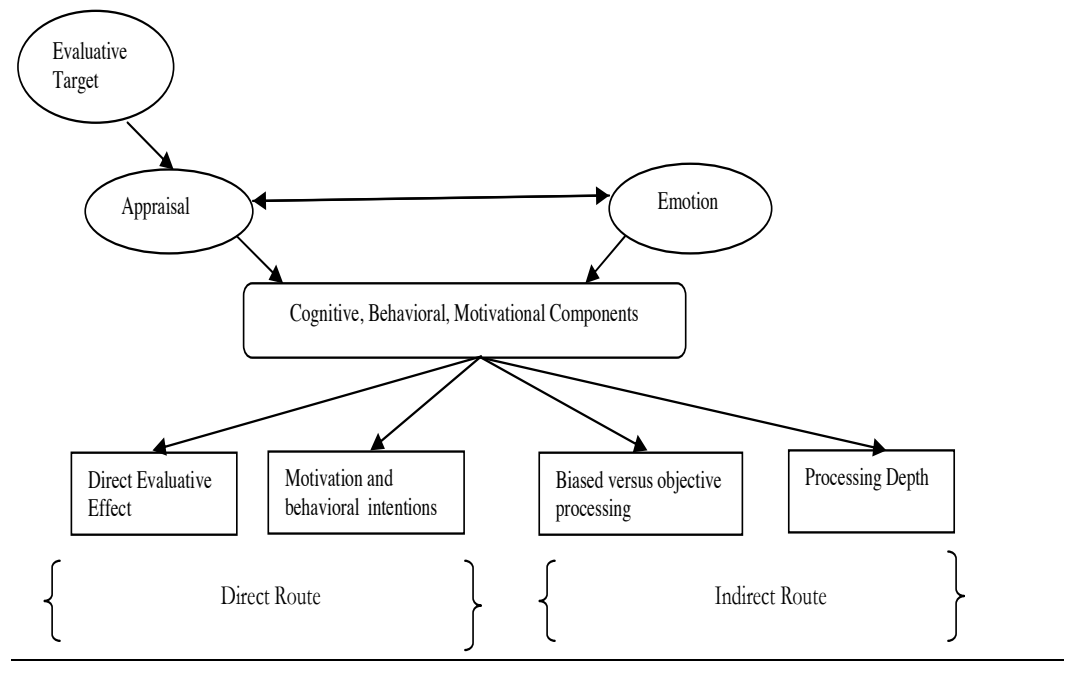 Evaluative
Target
Appraisal
Emotion
Cognitive, Behavioral, Motivational Components
Direct Evaluative
Effect
Motivation and
behavioral intentions
Biased versus objective
processing
Processing Depth
Direct Route
Indirect Route